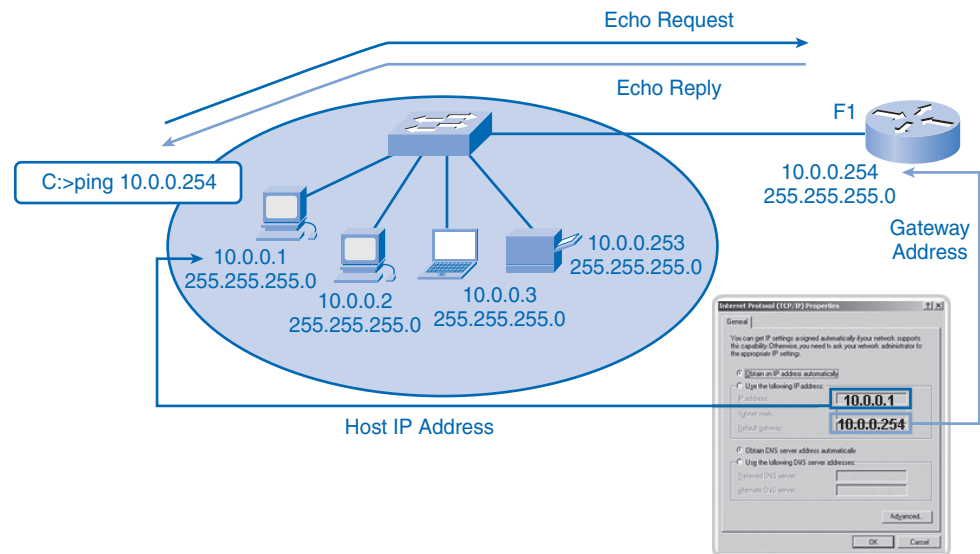 Echo Request
Echo Reply
F1
C:>ping 10.0.0.254
10.0.0.254
255.255.255.0
Gateway
Address
10.0.0.1
255.255.255.0
10.0.0.2
255.255.255.0
10.0.0.3
255.255.255.0
10.0.0.253
255.255.255.0
Host IP Address
Internet Protocol (TCP/IP) Properties
General
You can get IP settings assigned automatically if your network supports
this capability. Otherwise, you need to ask your network administrator for
the appropriate IP settings.
Obtain an IP address automatically
Use the following IP address:
IP address:
10.0.0.1
Subnet mask:
Default gateway:
10.0.0.254
Obtain DNS server address automatically
Use the following DNS server addresses:
Preferred DNS server:
Alternate DNS server:
Advanced...
OK
Cancel